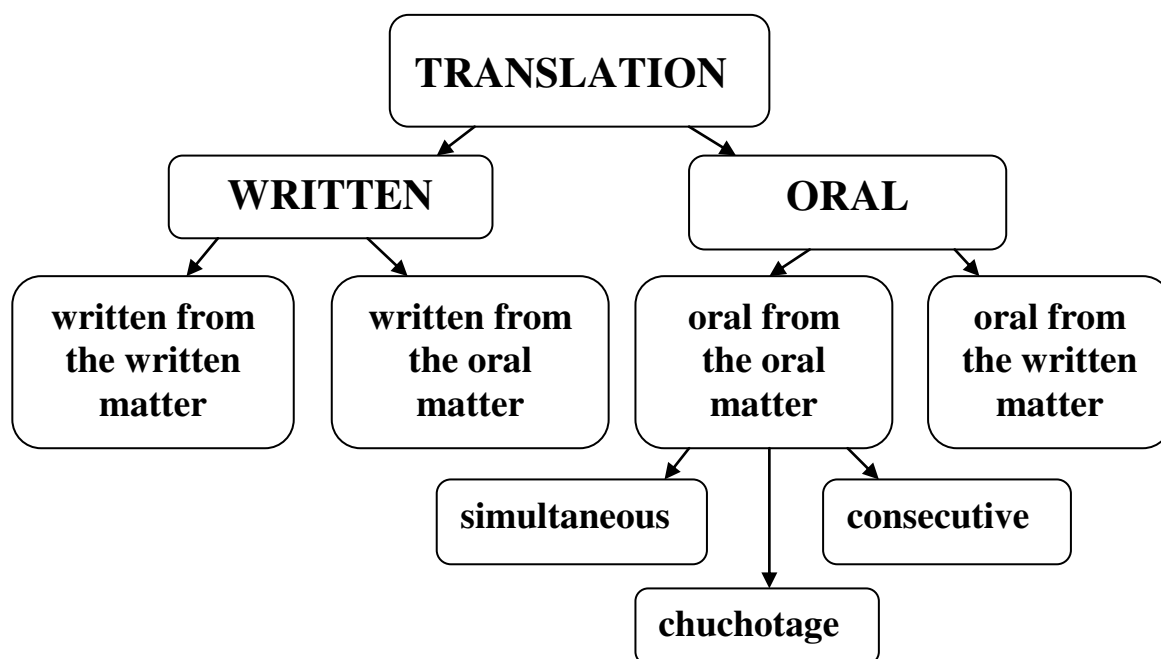 TRANSLATION
WRITTEN
ORAL
written from
the written
matter
written from
the oral
matter
oral from
the oral
matter
oral from
the written
matter
simultaneous
consecutive
chuchotage